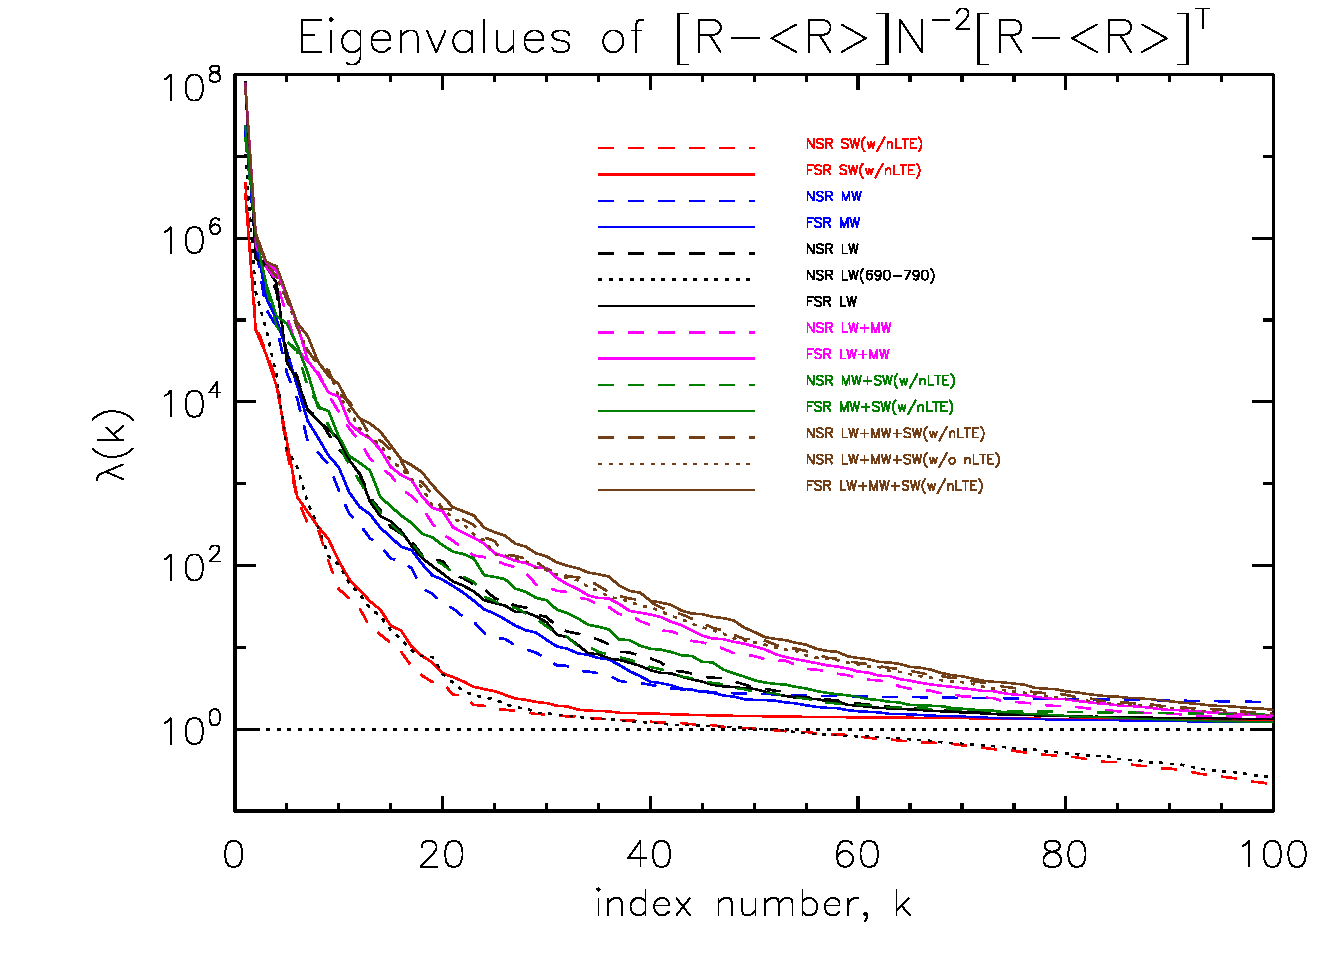 Eigenvalues of [R−<R>]N⁻²[R−<R>]ᵀ
10⁸
10⁶
10⁴
10²
10⁰
λ(k)
NSR SW(w/nLTE)
FSR SW(w/nLTE)
NSR MW
FSR MW
NSR LW
NSR LW(690−790)
FSR LW
NSR LW+MW
FSR LW+MW
NSR MW+SW(w/nLTE)
FSR MW+SW(w/nLTE)
NSR LW+MW+SW(w/nLTE)
NSR LW+MW+SW(w/o nLTE)
FSR LW+MW+SW(w/nLTE)
0 20 40 60 80 100
index number, k